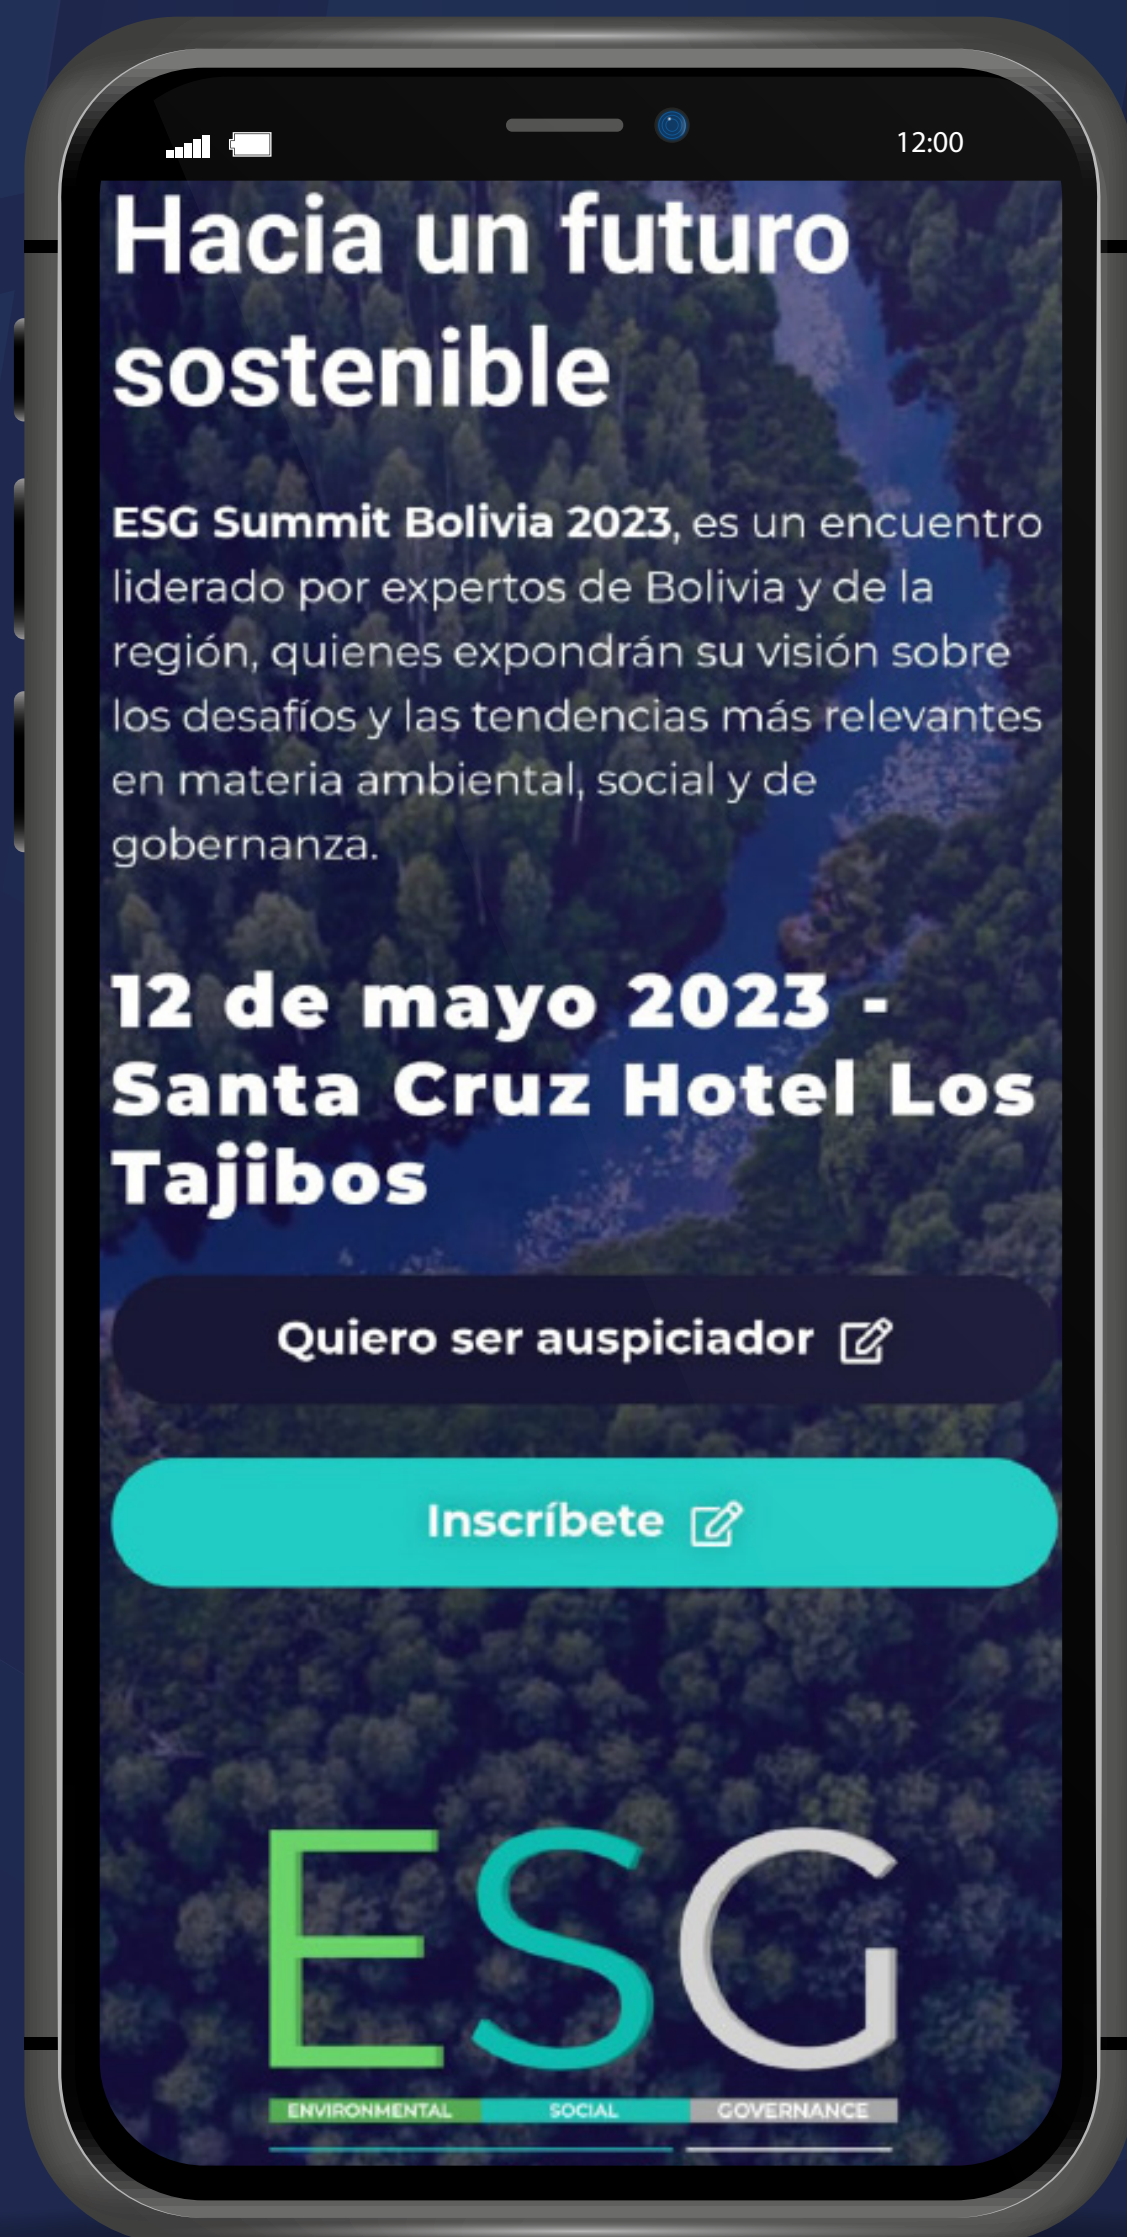 12:00
Hacia un futuro
sostenible
ESG Summit Bolivia 2023, es un encuentro
liderado por expertos de Bolivia y de la
región, quienes expondrán su visión sobre
los desafíos y las tendencias más relevantes
en materia ambiental, social y de
gobernanza.
12 de mayo 2023 -
Santa Cruz Hotel Los
Tajibos
Quiero ser auspiciador
Inscríbete
ESG
ENVIRONMENTAL SOCIAL GOVERNANCE